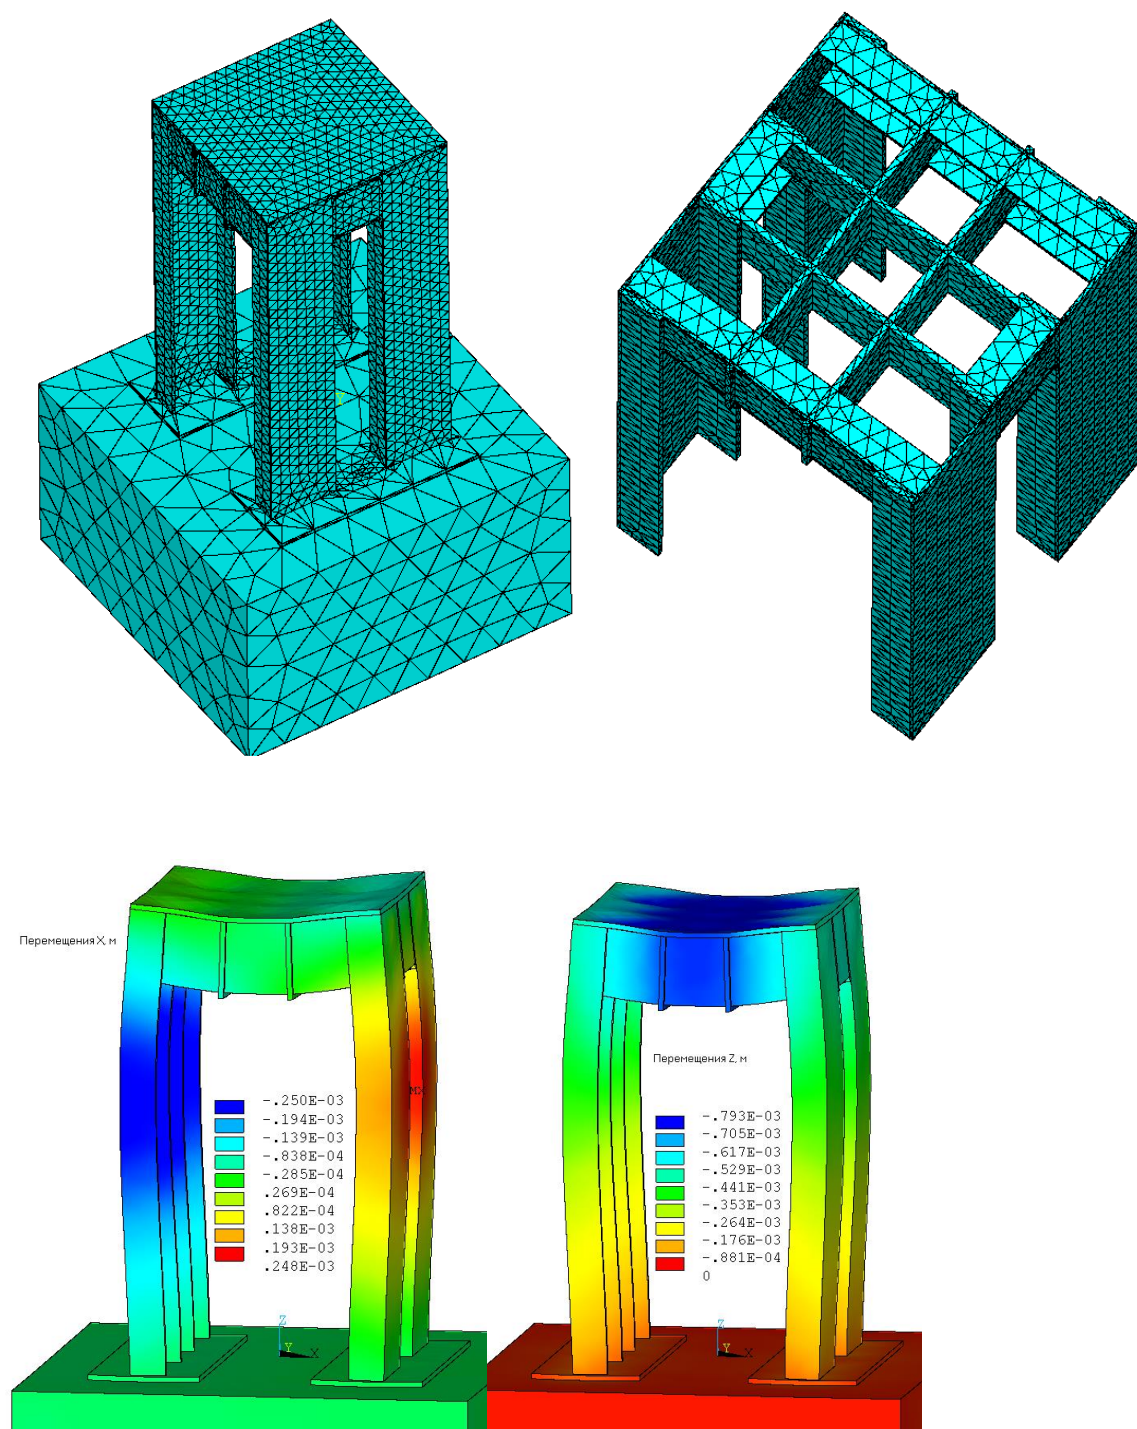 Y
Перемещения X, м
MX
-.250E-03
-.194E-03
-.139E-03
-.838E-04
-.285E-04
.269E-04
.822E-04
.138E-03
.193E-03
.248E-03
Z
Y
X
Перемещения Z, м
-.793E-03
-.705E-03
-.617E-03
-.529E-03
-.441E-03
-.353E-03
-.264E-03
-.176E-03
-.881E-04
0
Z
Y
X